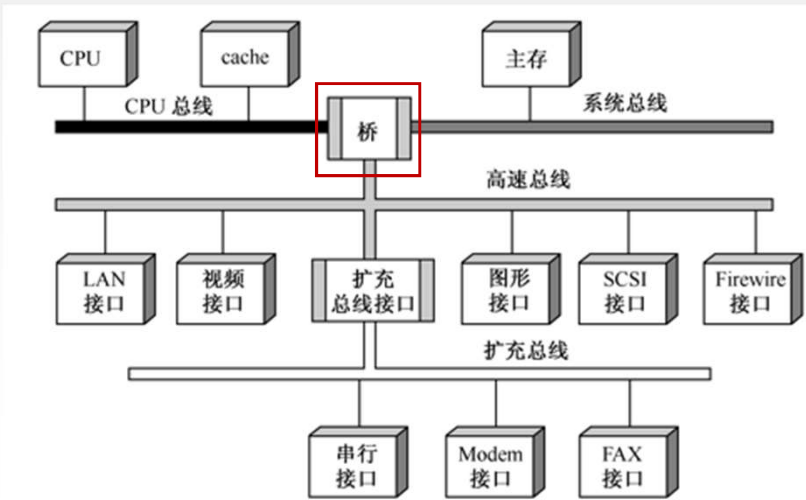 CPU
cache
主存
CPU 总线
系统总线
桥
高速总线
LAN
接口
视频
接口
扩充
总线接口
图形
接口
SCSI
接口
Firewire
接口
扩充总线
串行
接口
Modem
接口
FAX
接口